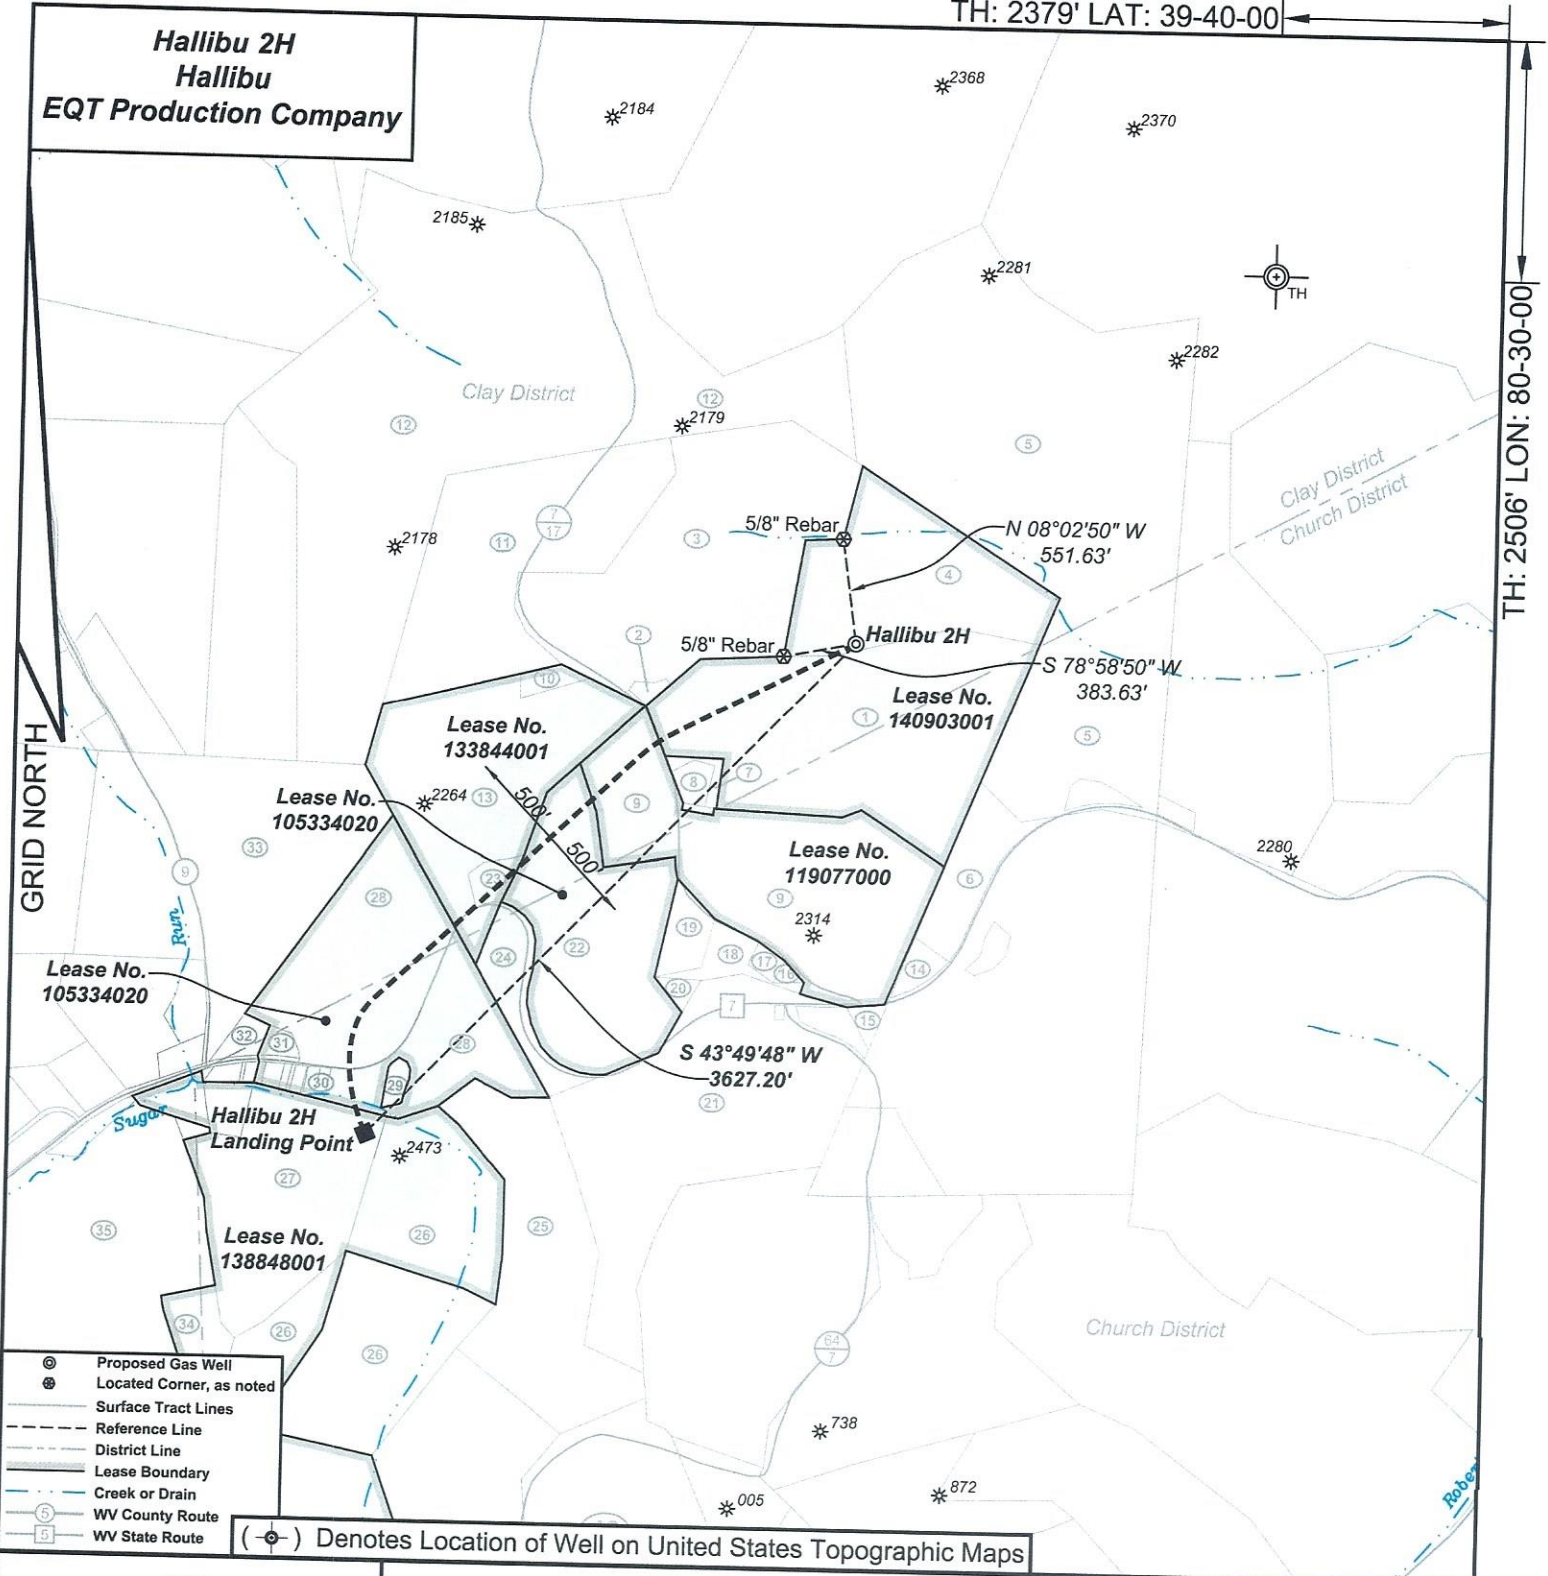 TH: 2379' LAT: 39-40-00
Hallibu 2H
Hallibu
EQT Production Company
2368
2184
2370
2185
2281
TH
TH: 2506' LON: 80-30-00
2282
Clay District
12
2179
12
5
Clay District
Church District
5/8" Rebar
N 08°02'50" W
551.63'
7
17
11
3
2178
4
2
Hallibu 2H
5/8" Rebar
S 78°58'50" W
383.63'
10
Lease No.
140903001
1
5
Lease No.
133844001
GRID NORTH
7
8
2264
13
500'
9
Lease No.
105334020
33
9
500'
2280
Lease No.
119077000
23
6
28
9
2314
Run
19
22
24
18
17
16
14
Lease No.
105334020
20
7
15
32
31
28
S 43°49'48" W
3627.20'
30
29
21
Sugar
Hallibu 2H
Landing Point
2473
27
35
26
25
Lease No.
138848001
34
26
26
64
7
Church District
Proposed Gas Well
Located Corner, as noted
Surface Tract Lines
Reference Line
District Line
Lease Boundary
Creek or Drain
5 WV County Route
5 WV State Route
738
005
872
Rober
( ) Denotes Location of Well on United States Topographic Maps